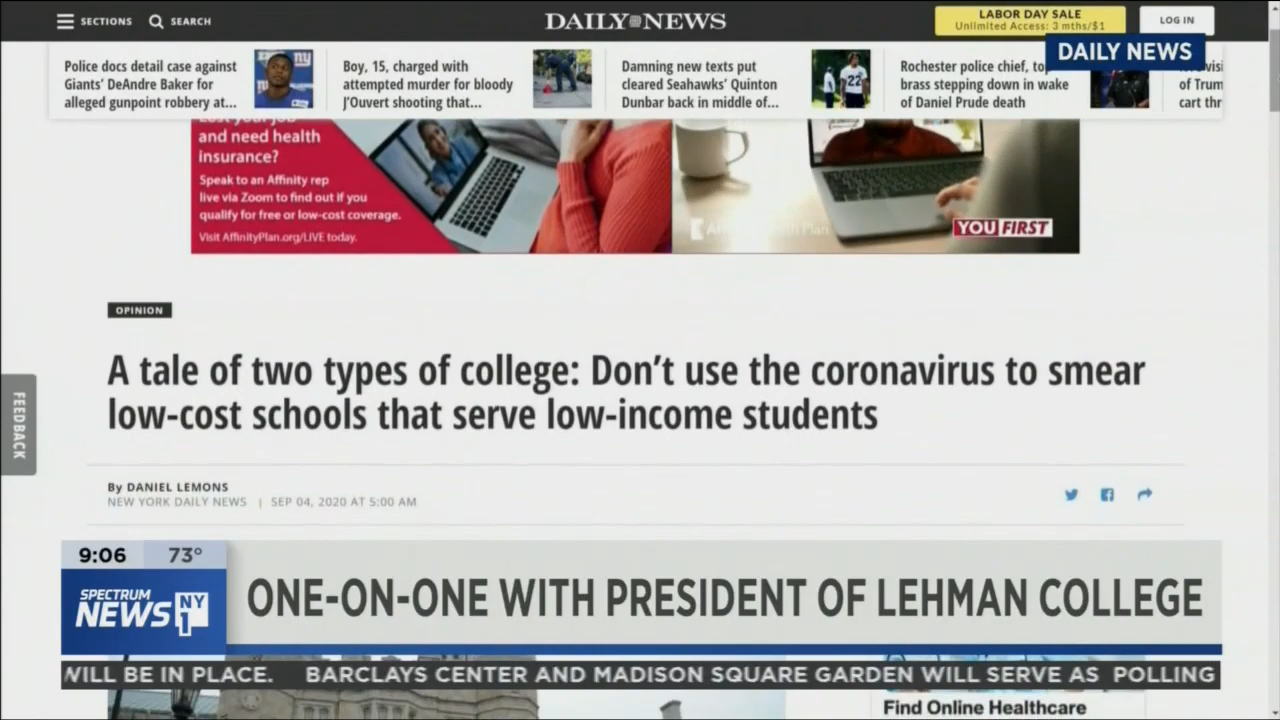 SECTIONS
SEARCH
DAILY NEWS
LABOR DAY SALE
Unlimited Access: 3 mths/$1
LOG IN
DAILY NEWS
Police docs detail case against
Giants' DeAndre Baker for
alleged gunpoint robbery at...
Boy, 15, charged with
attempted murder for bloody
J'Ouvert shooting that...
Damning new texts put
cleared Seahawks' Quinton
Dunbar back in middle of...
Rochester police chief, top
brass stepping down in wake
of Daniel Prude death
of Trum
cart thr
and need health
insurance?
Speak to an Affinity rep
live via Zoom to find out if you
qualify for free or low-cost coverage.
Visit AffinityPlan.org/LIVE today.
YOU FIRST
OPINION
A tale of two types of college: Don't use the coronavirus to smear
low-cost schools that serve low-income students
FEEDBACK
By DANIEL LEMONS
NEW YORK DAILY NEWS | SEP 04, 2020 AT 5:00 AM
9:06 73°
SPECTRUM
NEWS NY
1
ONE-ON-ONE WITH PRESIDENT OF LEHMAN COLLEGE
WILL BE IN PLACE. BARCLAYS CENTER AND MADISON SQUARE GARDEN WILL SERVE AS POLLING
Find Online Healthcare